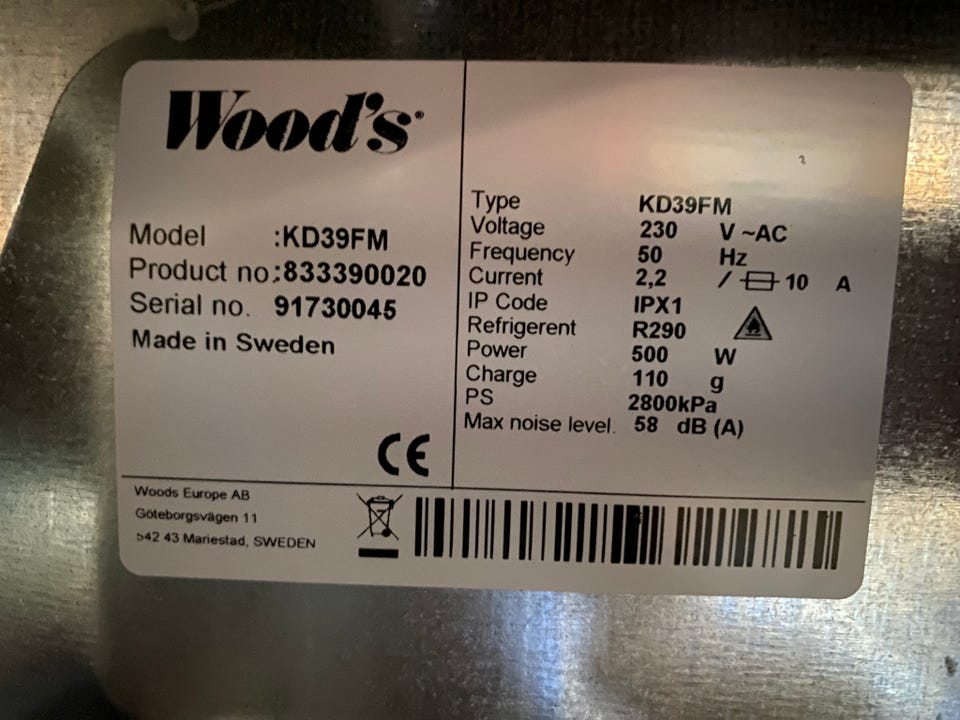 Wood's®
Model :KD39FM
Product no:833390020
Serial no. 91730045
Made in Sweden
CE
Type KD39FM
Voltage 230 V ~AC
Frequency 50 Hz
Current 2,2 / 10 A
IP Code IPX1
Refrigerent R290
Power 500 W
Charge 110 g
PS 2800kPa
Max noise level. 58 dB (A)
Woods Europe AB
Göteborgsvägen 11
542 43 Mariestad, SWEDEN